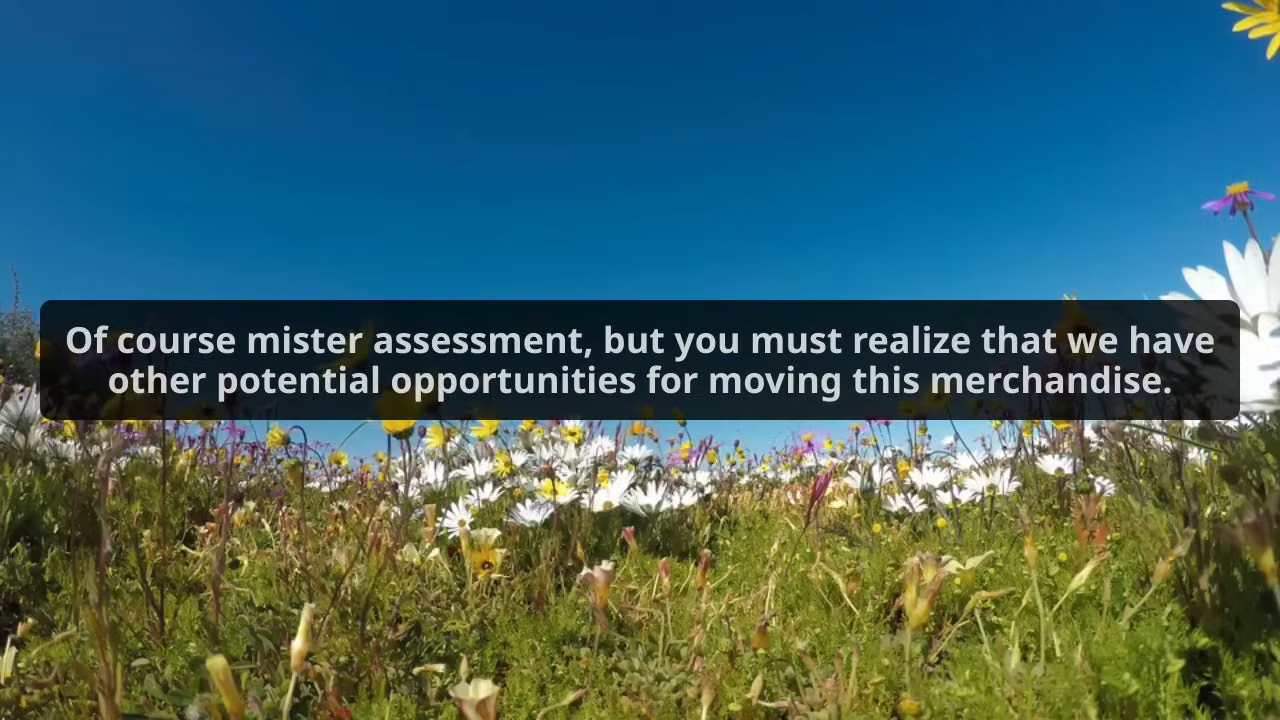 Of course mister assessment, but you must realize that we have
other potential opportunities for moving this merchandise.